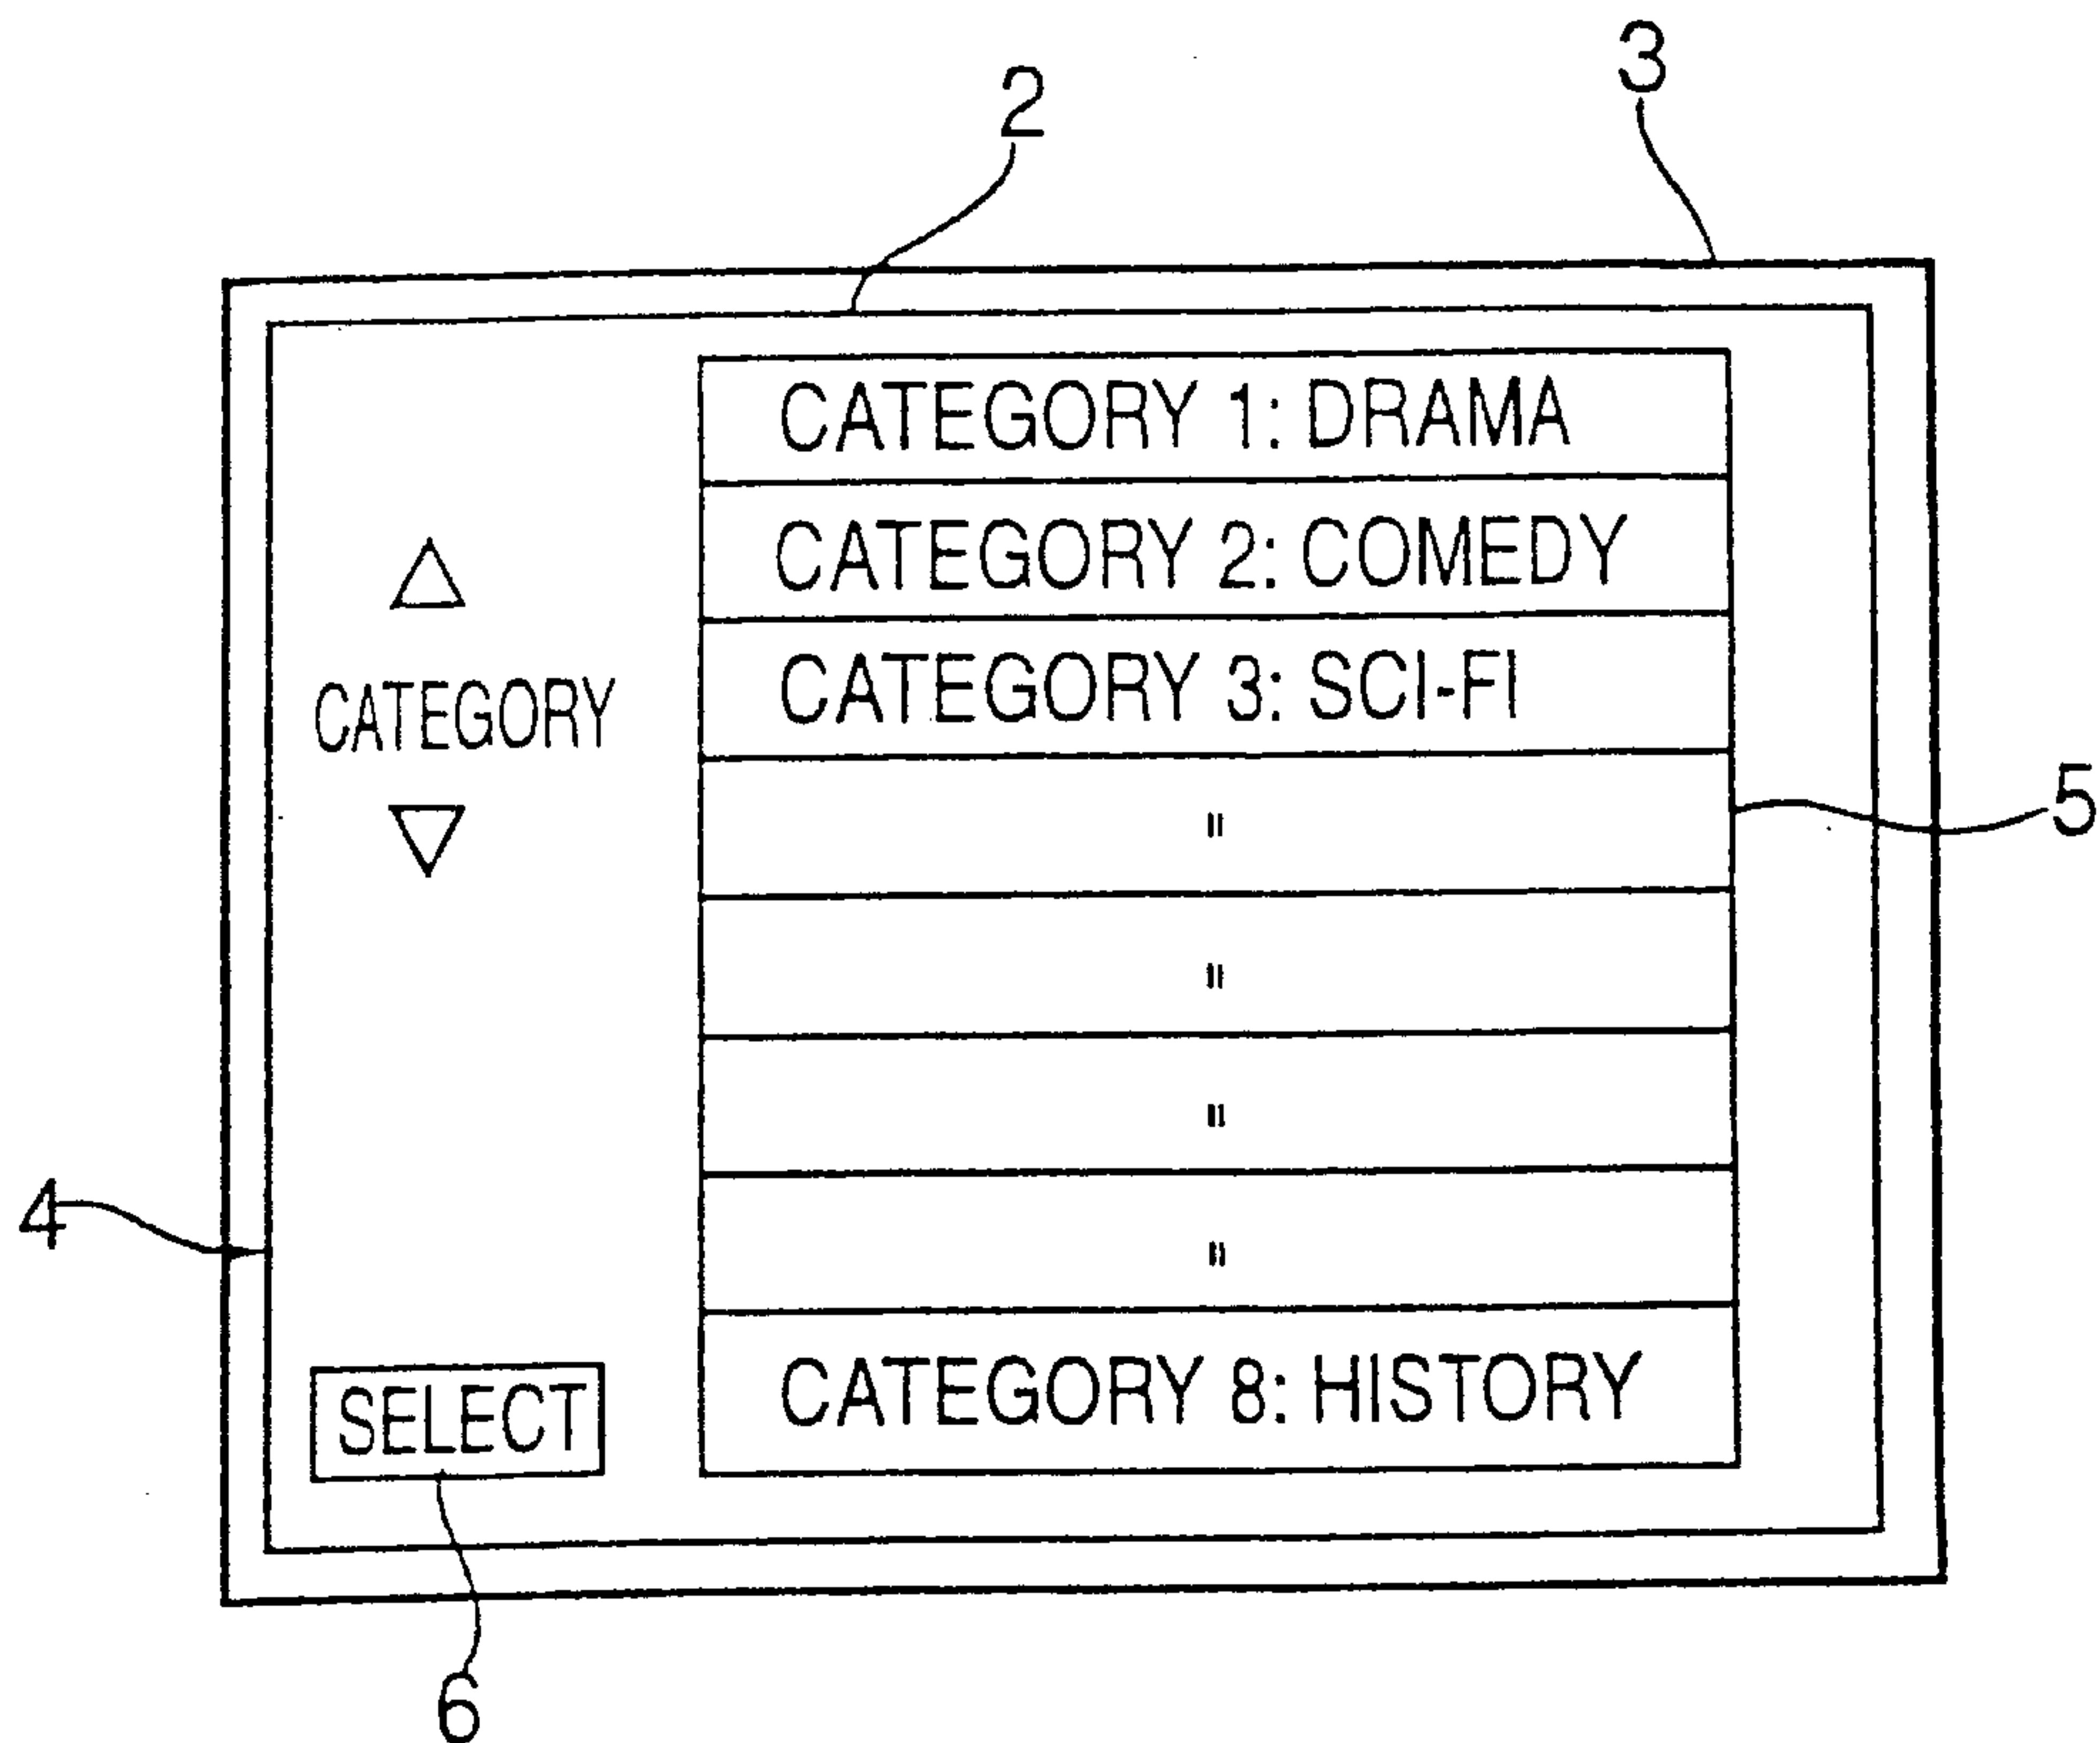 3
2
CATEGORY 1: DRAMA
CATEGORY 2: COMEDY
CATEGORY
CATEGORY 3: SCI-FI
"
5
"
"
4
"
SELECT
CATEGORY 8: HISTORY
6